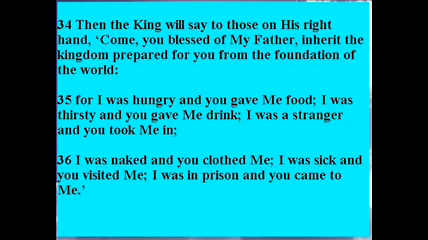 34 Then the King will say to those on His right
hand, ‘Come, you blessed of My Father, inherit the
kingdom prepared for you from the foundation of
the world:
35 for I was hungry and you gave Me food; I was
thirsty and you gave Me drink; I was a stranger
and you took Me in;
36 I was naked and you clothed Me; I was sick and
you visited Me; I was in prison and you came to
Me.’